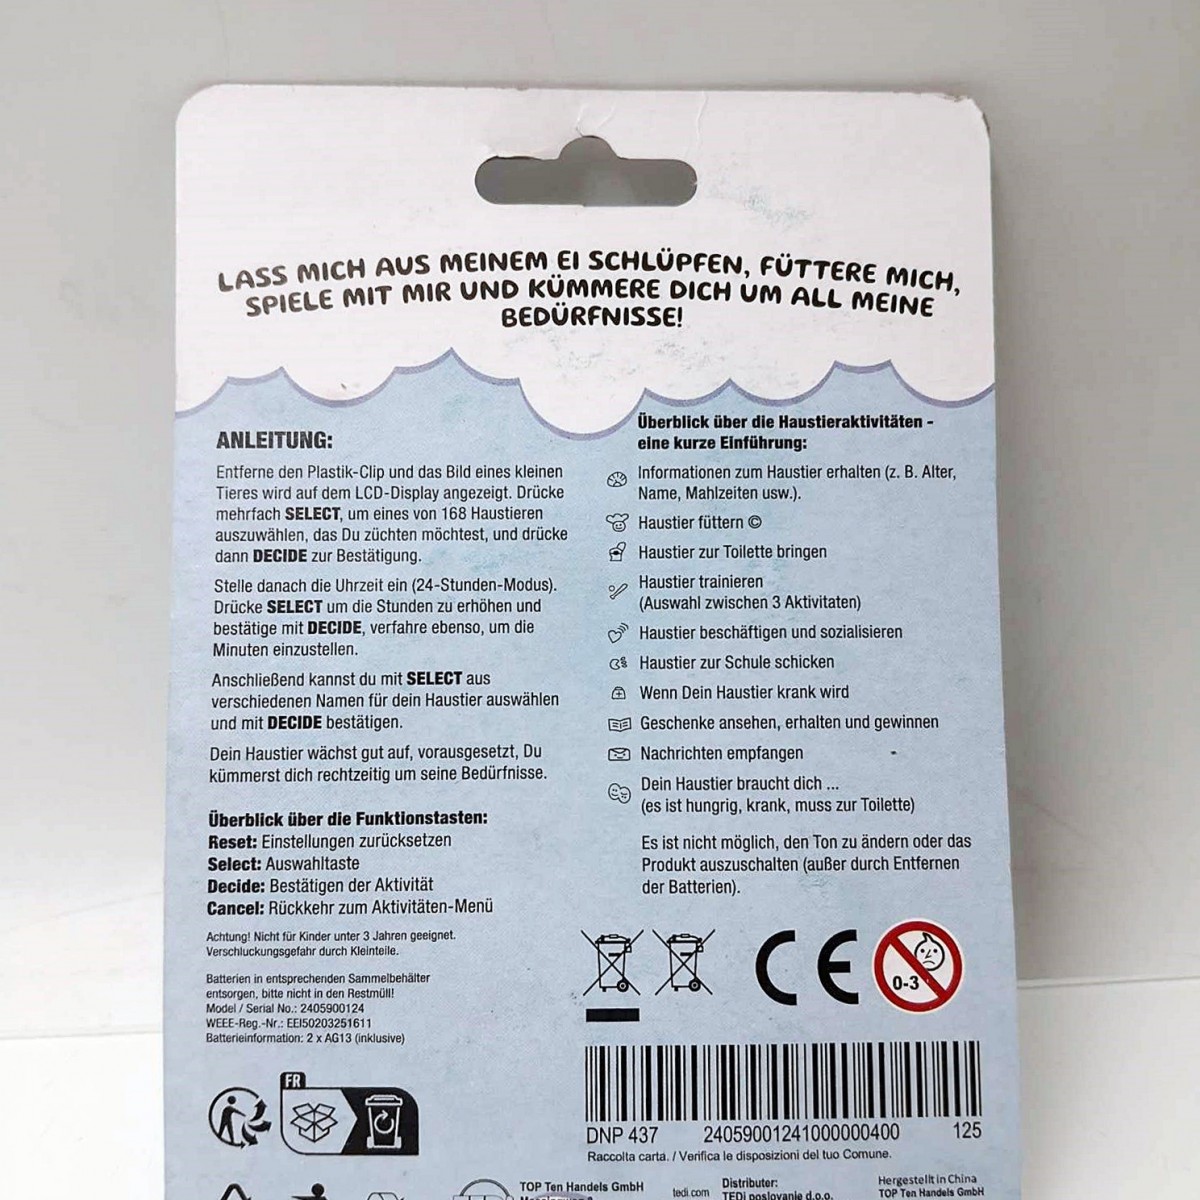 LASS MICH AUS MEINEM EI SCHLÜPFEN, FÜTTERE MICH,
SPIELE MIT MIR UND KÜMMERE DICH UM ALL MEINE
BEDÜRFNISSE!
ANLEITUNG:
Entferne den Plastik-Clip und das Bild eines kleinen
Tieres wird auf dem LCD-Display angezeigt. Drücke
mehrfach SELECT, um eines von 168 Haustieren
auszuwählen, das Du züchten möchtest, und drücke
dann DECIDE zur Bestätigung.
Stelle danach die Uhrzeit ein (24-Stunden-Modus).
Drücke SELECT um die Stunden zu erhöhen und
bestätige mit DECIDE, verfahre ebenso, um die
Minuten einzustellen.
Anschließend kannst du mit SELECT aus
verschiedenen Namen für dein Haustier auswählen
und mit DECIDE bestätigen.
Dein Haustier wächst gut auf, vorausgesetzt, Du
kümmerst dich rechtzeitig um seine Bedürfnisse.
Überblick über die Funktionstasten:
Reset: Einstellungen zurücksetzen
Select: Auswahltaste
Decide: Bestätigen der Aktivität
Cancel: Rückkehr zum Aktivitäten-Menü
Achtung! Nicht für Kinder unter 3 Jahren geeignet.
Verschluckungsgefahr durch Kleinteile.
Batterien in entsprechenden Sammelbehälter
entsorgen, bitte nicht in den Restmüll!
Model / Serial No.: 2405900124
WEEE-Reg.-Nr.: EEI50203251611
Batterieinformation: 2 x AG13 (inklusive)
FR
Überblick über die Haustieraktivitäten -
eine kurze Einführung:
Informationen zum Haustier erhalten (z. B. Alter,
Name, Mahlzeiten usw.).
Haustier füttern ©
Haustier zur Toilette bringen
Haustier trainieren
(Auswahl zwischen 3 Aktivitaten)
Haustier beschäftigen und sozialisieren
Haustier zur Schule schicken
Wenn Dein Haustier krank wird
Geschenke ansehen, erhalten und gewinnen
Nachrichten empfangen
Dein Haustier braucht dich ...
(es ist hungrig, krank, muss zur Toilette)
Es ist nicht möglich, den Ton zu ändern oder das
Produkt auszuschalten (außer durch Entfernen
der Batterien).
CE
0-3
DNP 437 24059001241000000400 125
Raccolta carta. / Verifica le disposizioni del tuo Comune.
TOP Ten Handels GmbH
tedi.com
Distributer:
TEDi poslovanje d.o.o.
Hergestellt in China
TOP Ten Handels GmbH